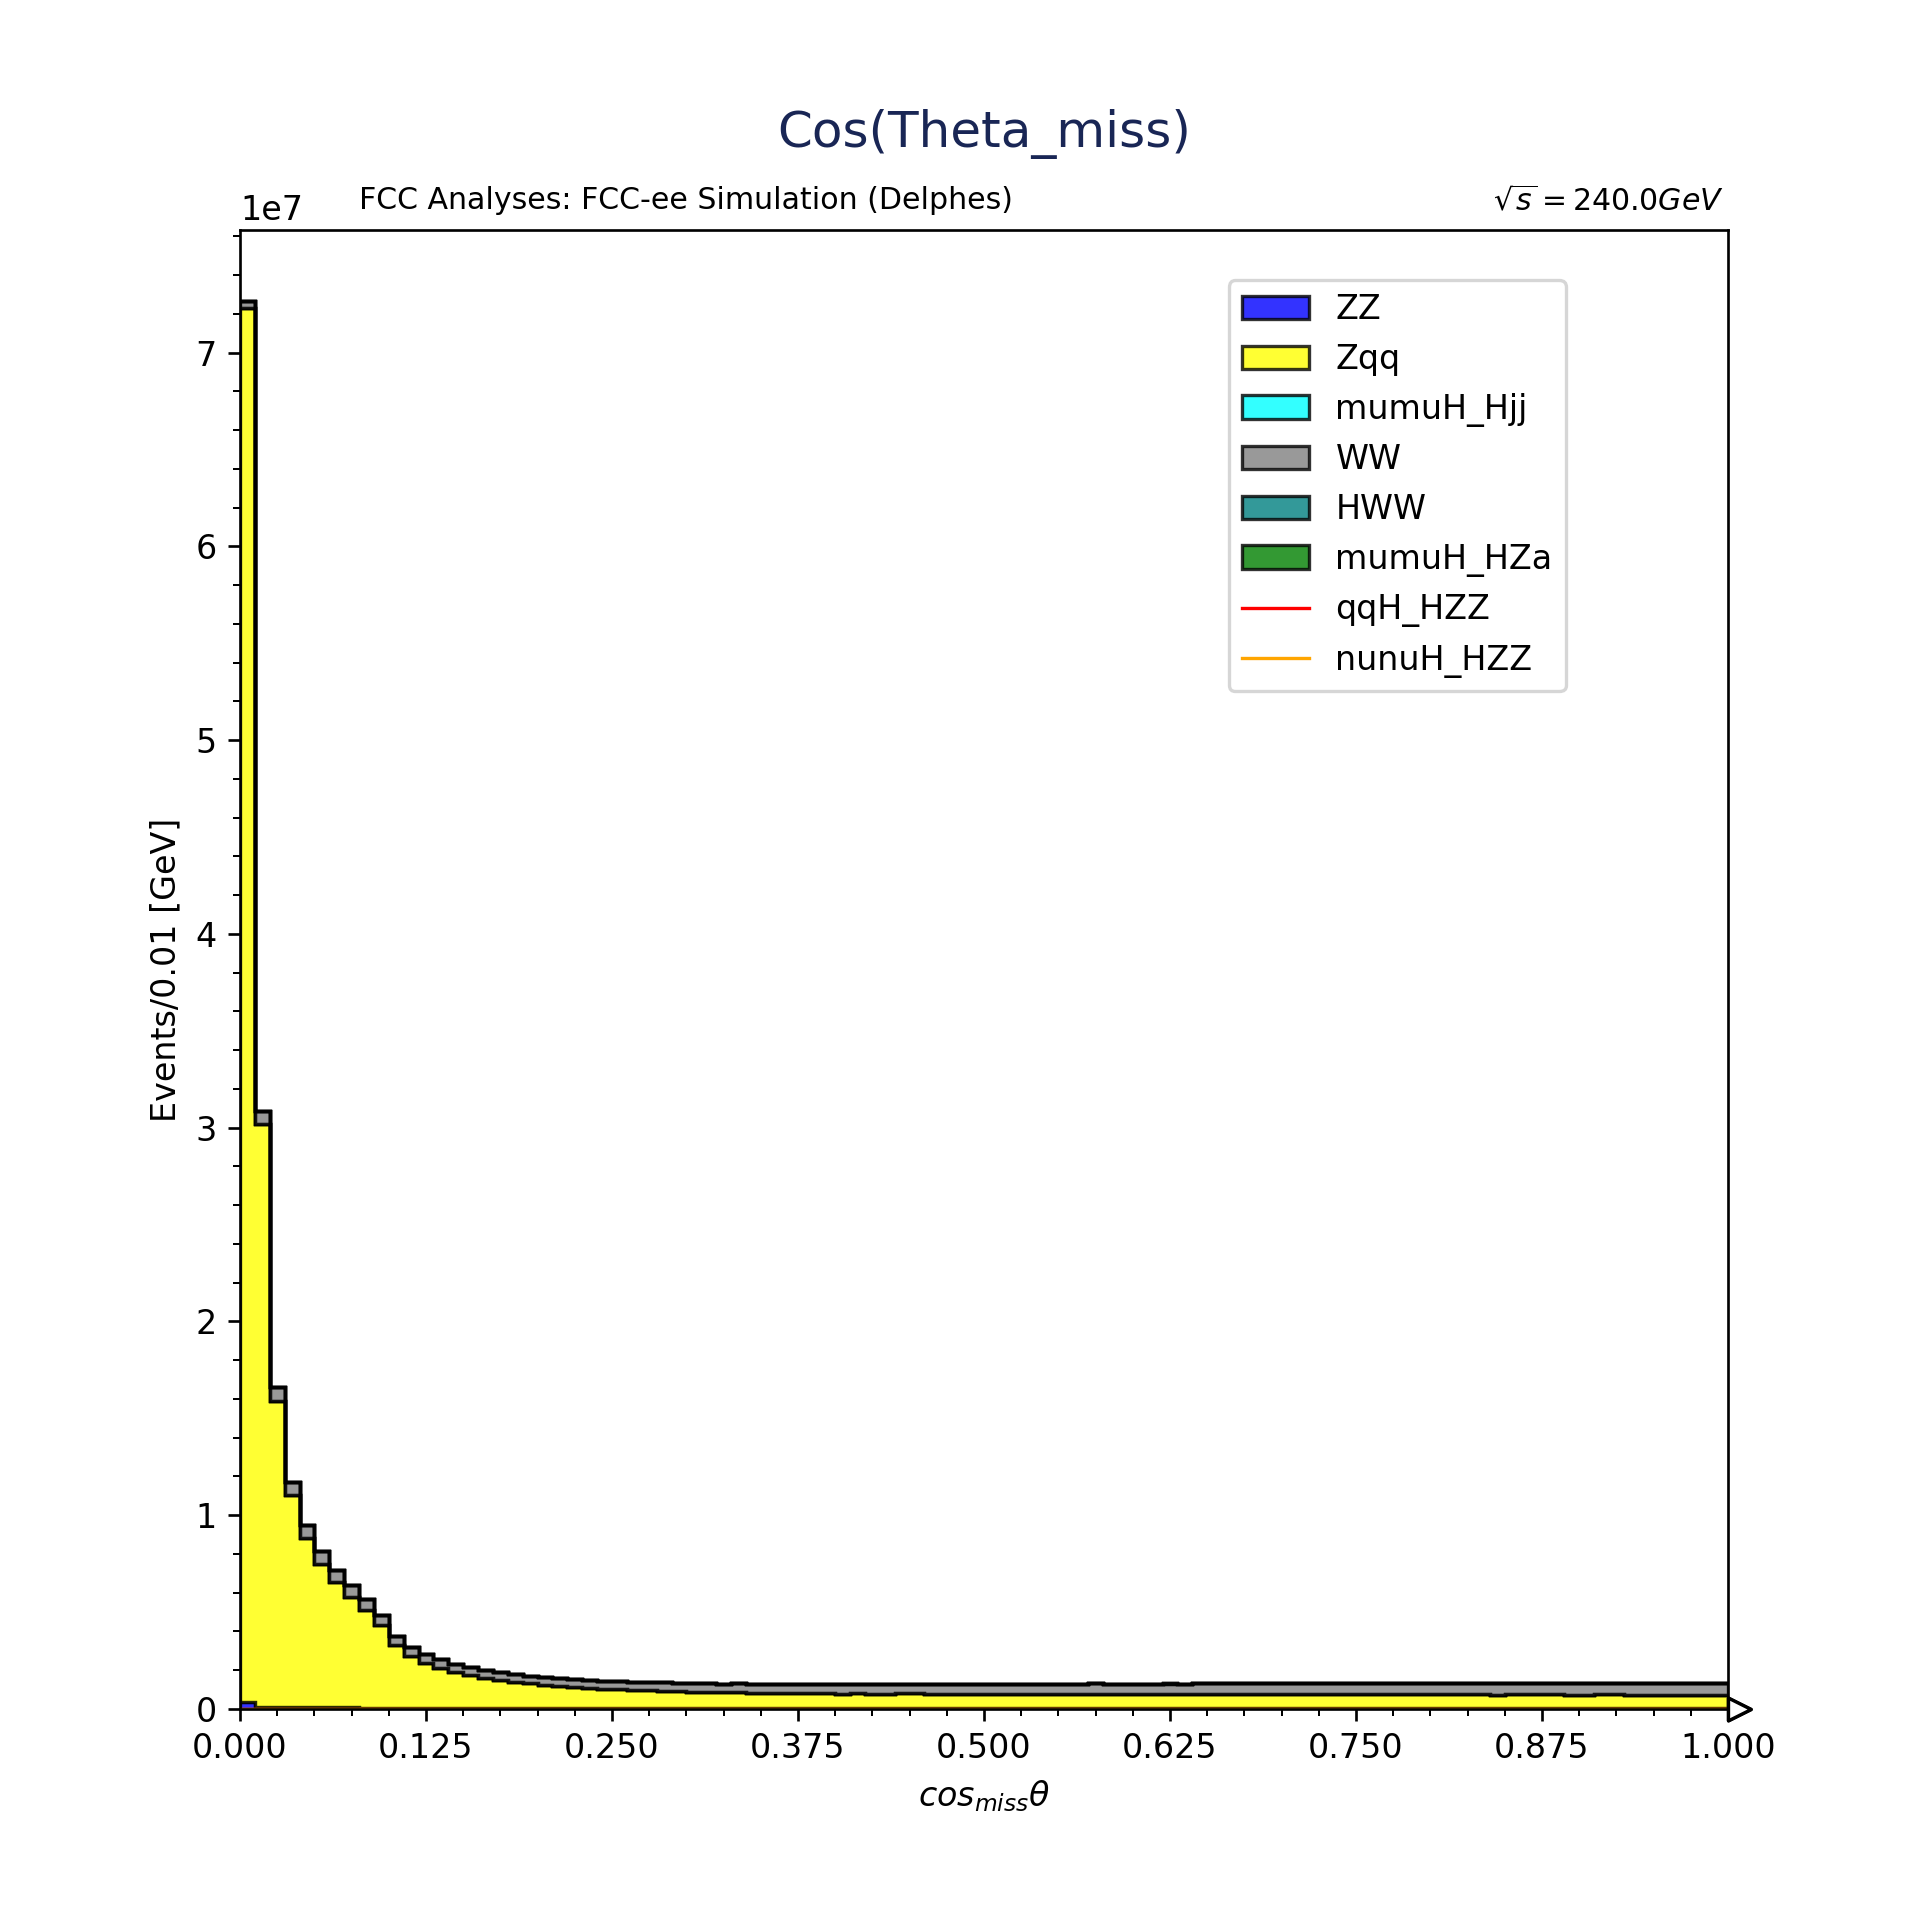 Cos(Theta_miss)
1e7
FCC Analyses: FCC-ee Simulation (Delphes)
√s = 240.0GeV
ZZ
Zqq
mumuH_Hjj
WW
HWW
mumuH_HZa
qqH_HZZ
nunuH_HZZ
7
6
5
4
3
2
1
0
Events/0.01 [GeV]
0.000 0.125 0.250 0.375 0.500 0.625 0.750 0.875 1.000
cos_miss θ